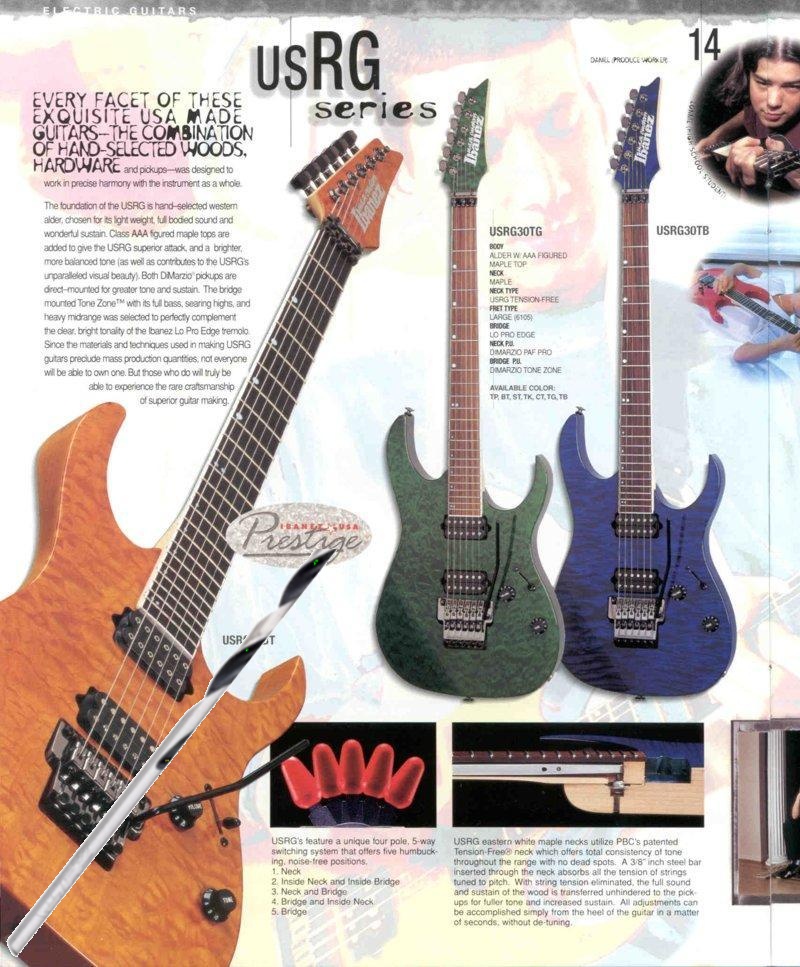 ELECTRIC GUITARS
USRG
series
14
EVERY FACET OF THESE
EXQUISITE USA MADE
GUITARS—THE COMBINATION
OF HAND-SELECTED WOODS,
HARDWARE and pickups—was designed to
work in precise harmony with the instrument as a whole.
The foundation of the USRG is hand-selected western
alder, chosen for its light weight, full bodied sound and
wonderful sustain. Class AAA figured maple tops are
added to give the USRG superior attack, and a brighter,
more balanced tone (as well as contributes to the USRG's
unparalleled visual beauty). Both DiMarzio® pickups are
direct-mounted for greater tone and sustain. The bridge
mounted Tone Zone™ with its full bass, searing highs, and
heavy midrange was selected to perfectly complement
the clear, bright tonality of the Ibanez Lo Pro Edge tremolo.
Since the materials and techniques used in making USRG
guitars preclude mass production quantities, not everyone
will be able to own one. But those who do will truly be
able to experience the rare craftsmanship
of superior guitar making.
DANIEL (PRODUCE WORKER)
HIGH SCHOOL STUDENT)
Ibanez
Ibanez
Ibanez
USRG30TG
BODY
ALDER W/ AAA FIGURED
MAPLE TOP
NECK
MAPLE
NECK TYPE
USRG TENSION-FREE
FRET TYPE
LARGE (6105)
BRIDGE
LO PRO EDGE
NECK P.U.
DIMARZIO PAF PRO
BRIDGE P.U.
DIMARZIO TONE ZONE
AVAILABLE COLOR:
TP, BT, ST, TK, CT, TG, TB
USRG30TB
IBANEZ USA
Prestige
VOLUME
TONE
USRG's feature a unique four pole, 5-way
switching system that offers five humbuck-
ing, noise-free positions.
1. Neck
2. Inside Neck and Inside Bridge
3. Neck and Bridge
4. Bridge and Inside Neck
5. Bridge
USRG eastern white maple necks utilize PBC's patented
Tension-Free® neck which offers total consistency of tone
throughout the range with no dead spots. A 3/8" inch steel bar
inserted through the neck absorbs all the tension of strings
tuned to pitch. With string tension eliminated, the full sound
and sustain of the wood is transferred unhindered to the pick-
ups for fuller tone and increased sustain. All adjustments can
be accomplished simply from the heel of the guitar in a matter
of seconds, without de-tuning.